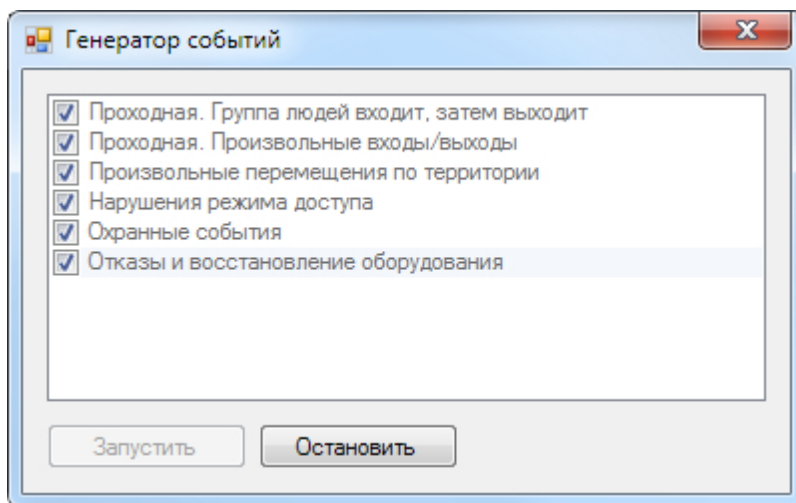 Генератор событий
Проходная. Группа людей входит, затем выходит
Проходная. Произвольные входы/выходы
Произвольные перемещения по территории
Нарушения режима доступа
Охранные события
Отказы и восстановление оборудования
Запустить Остановить